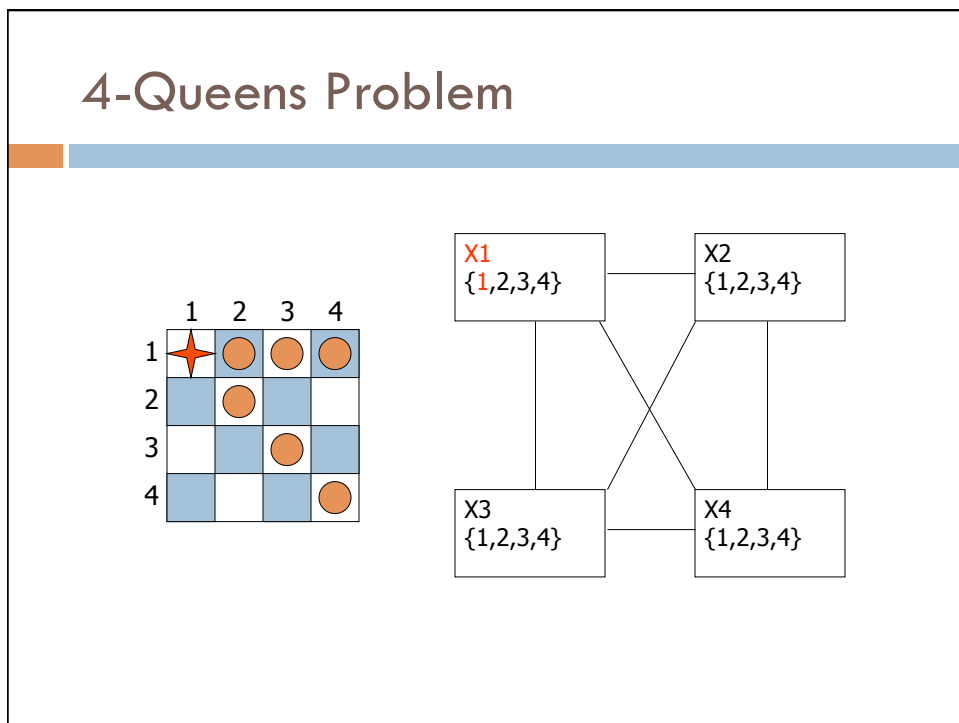 4-Queens Problem
1 2 3 4
1
2
3
4
X1
{1,2,3,4}
X2
{1,2,3,4}
X3
{1,2,3,4}
X4
{1,2,3,4}